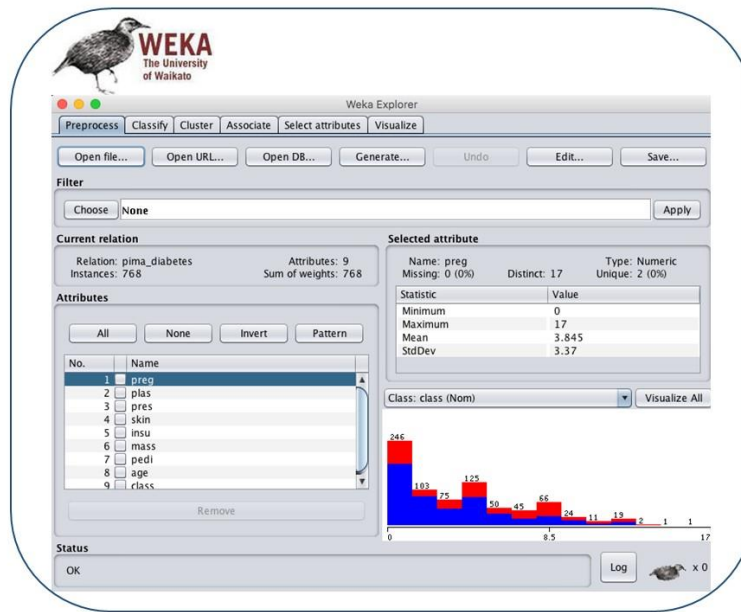 WEKA
The University
of Waikato
Weka Explorer
Preprocess Classify Cluster Associate Select attributes Visualize
Open file... Open URL... Open DB... Generate... Undo Edit... Save...
Filter
Choose None Apply
Current relation
Relation: pima_diabetes Attributes: 9
Instances: 768 Sum of weights: 768
Attributes
All None Invert Pattern
No. Name
1 preg
2 plas
3 pres
4 skin
5 insu
6 mass
7 pedi
8 age
9 class
Remove
Selected attribute
Name: preg Type: Numeric
Missing: 0 (0%) Distinct: 17 Unique: 2 (0%)
Statistic Value
Minimum 0
Maximum 17
Mean 3.845
StdDev 3.37
Class: class (Nom) Visualize All
246
103 75 125 50 45 66 24 11 19 2 1 1
0 8.5 17
Status
OK Log x 0